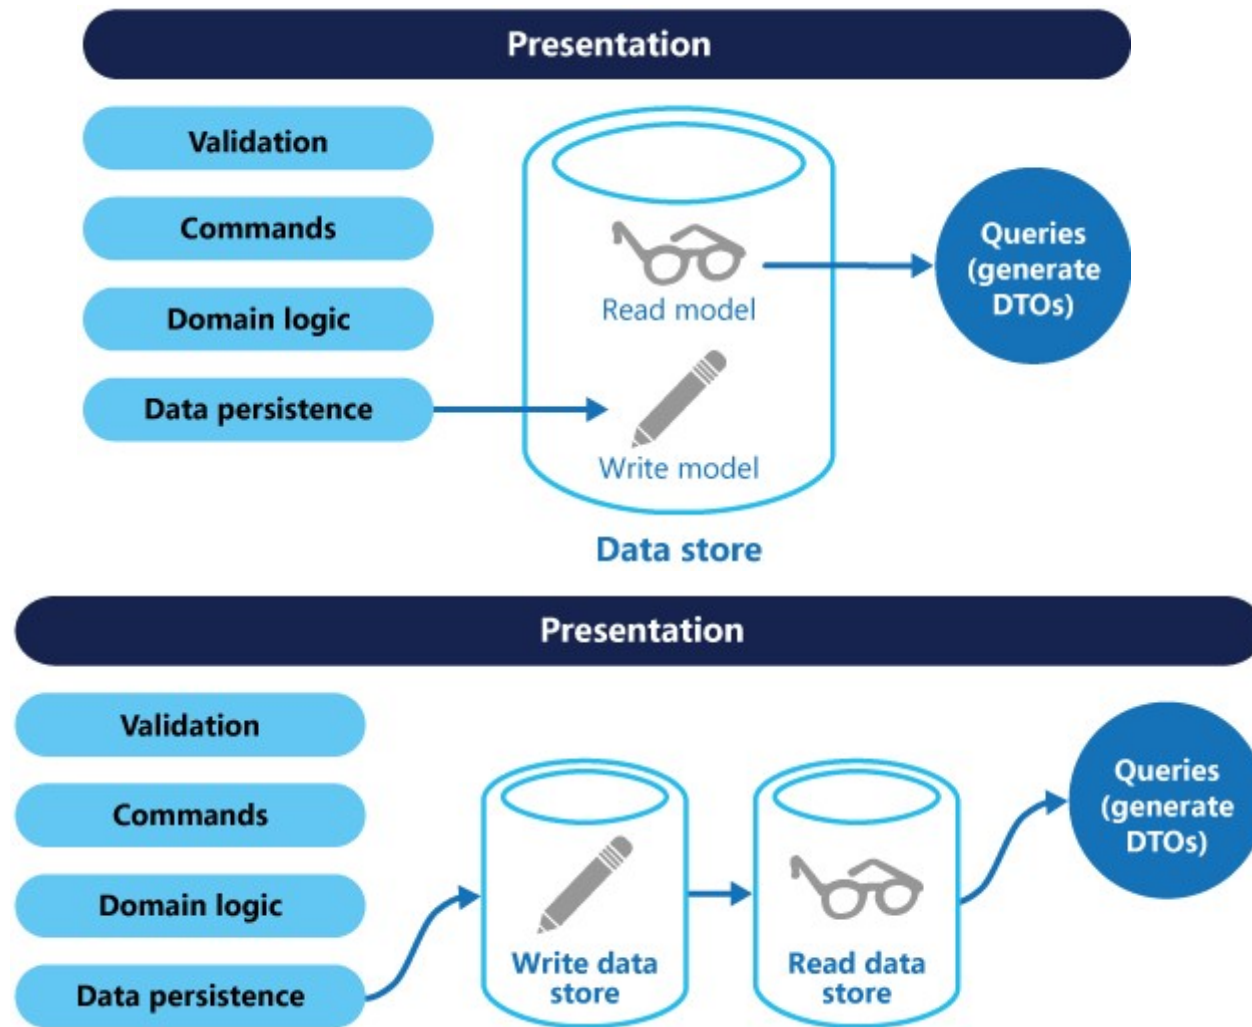 Presentation
Validation
Commands
Domain logic
Data persistence
Read model
Write model
Data store
Queries
(generate
DTOs)
Presentation
Validation
Commands
Domain logic
Data persistence
Write data
store
Read data
store
Queries
(generate
DTOs)